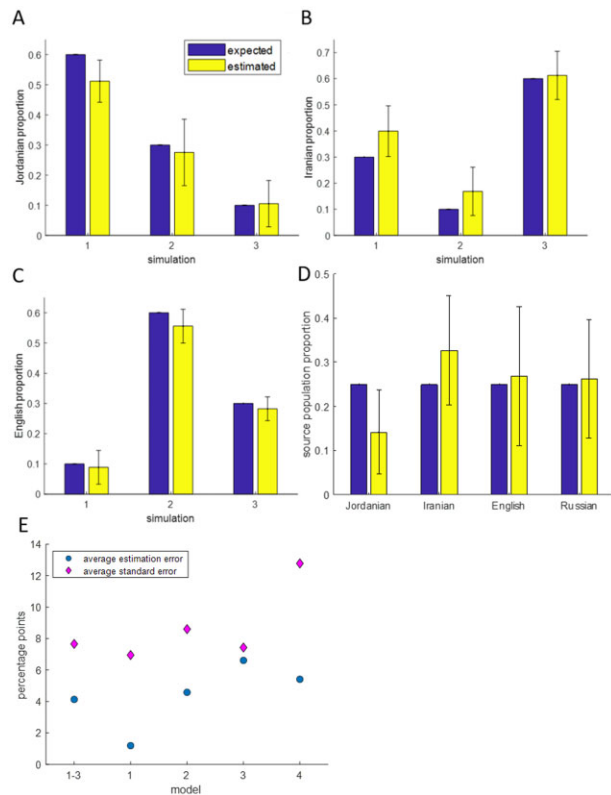 A
expected
estimated
Jordanian proportion
0.6
0.5
0.4
0.3
0.2
0.1
0
1 2 3
simulation
B
Iranian proportion
0.7
0.6
0.5
0.4
0.3
0.2
0.1
0
1 2 3
simulation
C
English proportion
0.6
0.5
0.4
0.3
0.2
0.1
0
1 2 3
simulation
D
source population proportion
0.5
0.4
0.3
0.2
0.1
0
Jordanian Iranian English Russian
E
average estimation error
average standard error
percentage points
14
12
10
8
6
4
2
0
1-3 1 2 3 4
model